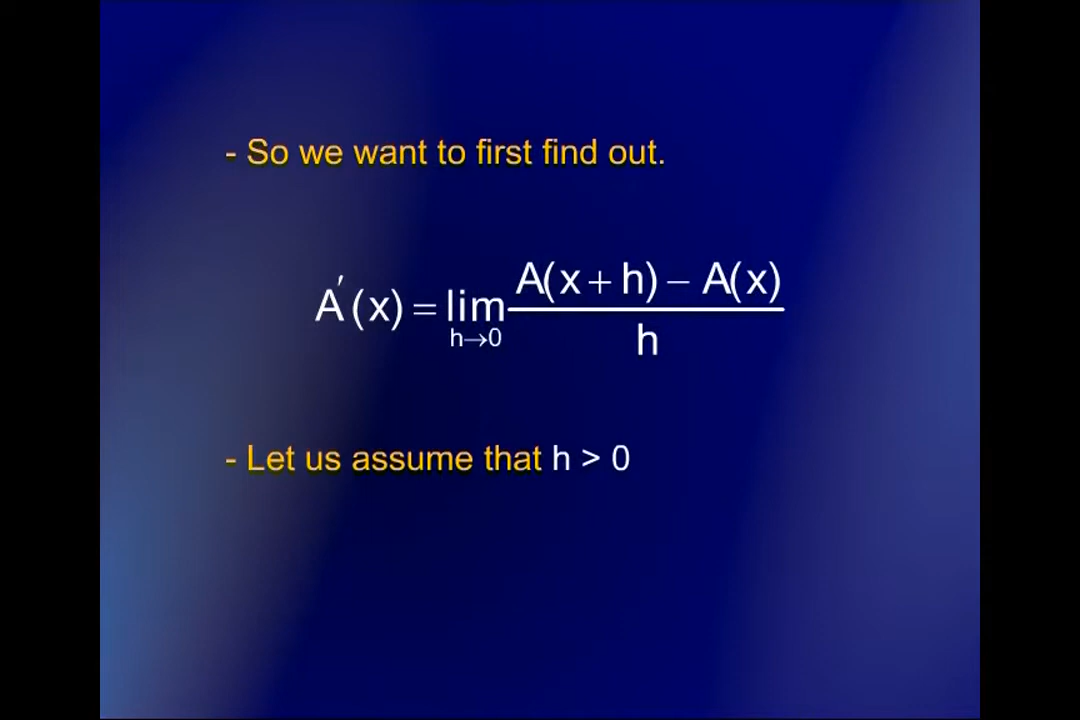 - So we want to first find out.
A′(x) = lim h→0 A(x + h) − A(x) / h
- Let us assume that h > 0